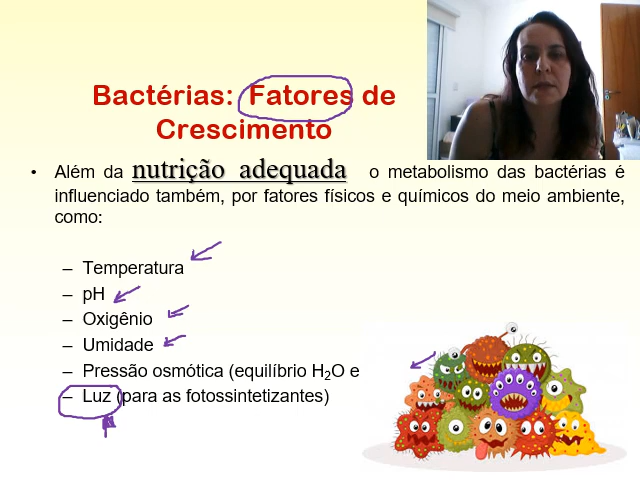 Bactérias: Fatores de
Crescimento
• Além da nutrição adequada o metabolismo das bactérias é
influenciado também, por fatores físicos e químicos do meio ambiente,
como:
– Temperatura
– pH
– Oxigênio
– Umidade
– Pressão osmótica (equilíbrio H₂O e
– Luz (para as fotossintetizantes)